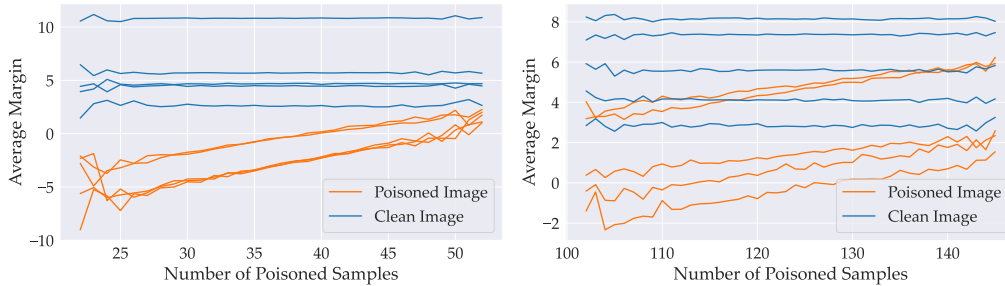 10
5
0
−5
−10
Average Margin
25
30
35
40
45
50
Number of Poisoned Samples
Poisoned Image
Clean Image
8
6
4
2
0
−2
Average Margin
100
110
120
130
140
Number of Poisoned Samples
Poisoned Image
Clean Image